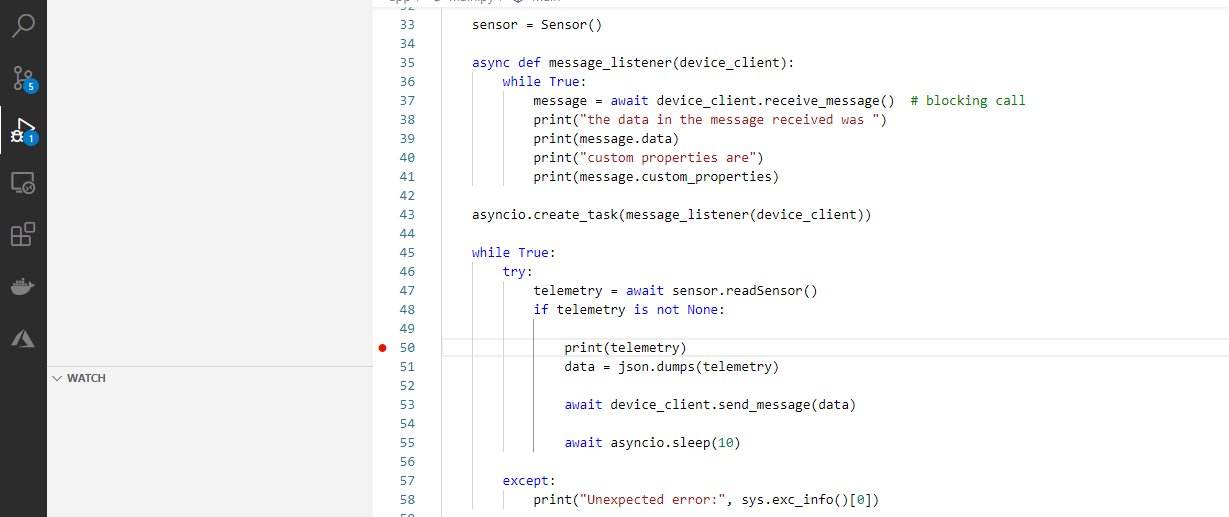 33 sensor = Sensor()
34
35 async def message_listener(device_client):
36 while True:
37 message = await device_client.receive_message()  # blocking call
38 print("the data in the message received was ")
39 print(message.data)
40 print("custom properties are")
41 print(message.custom_properties)
42
43 asyncio.create_task(message_listener(device_client))
44
45 while True:
46 try:
47 telemetry = await sensor.readSensor()
48 if telemetry is not None:
49
50 print(telemetry)
51 data = json.dumps(telemetry)
52
53 await device_client.send_message(data)
54
55 await asyncio.sleep(10)
56
57 except:
58 print("Unexpected error:", sys.exc_info()[0])
5
1
WATCH